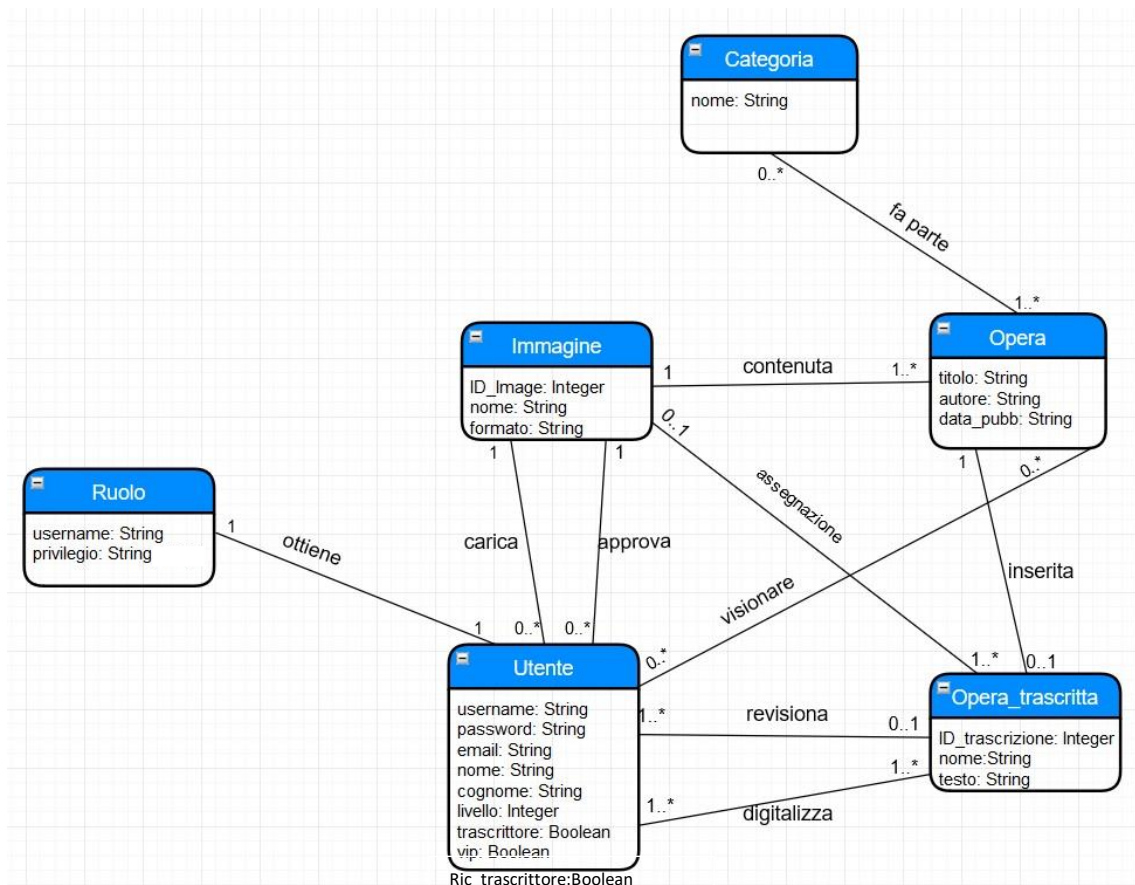 Categoria
nome: String
0..*
fa parte
1..*
Immagine
ID_Image: Integer
nome: String
formato: String
1
contenuta
1..*
Opera
titolo: String
autore: String
data_pubb: String
0..1
1
1
1
0..*
Ruolo
username: String
privilegio: String
1
ottiene
carica
approva
assegnazione
visionare
inserita
1
0..*
0..*
0..*
1..*
0..1
Utente
username: String
password: String
email: String
nome: String
cognome: String
livello: Integer
trascrittore: Boolean
vip: Boolean
Ric_trascrittore:Boolean
1..*
revisiona
0..1
1..*
digitalizza
1..*
Opera_trascritta
ID_trascrizione: Integer
nome:String
testo: String